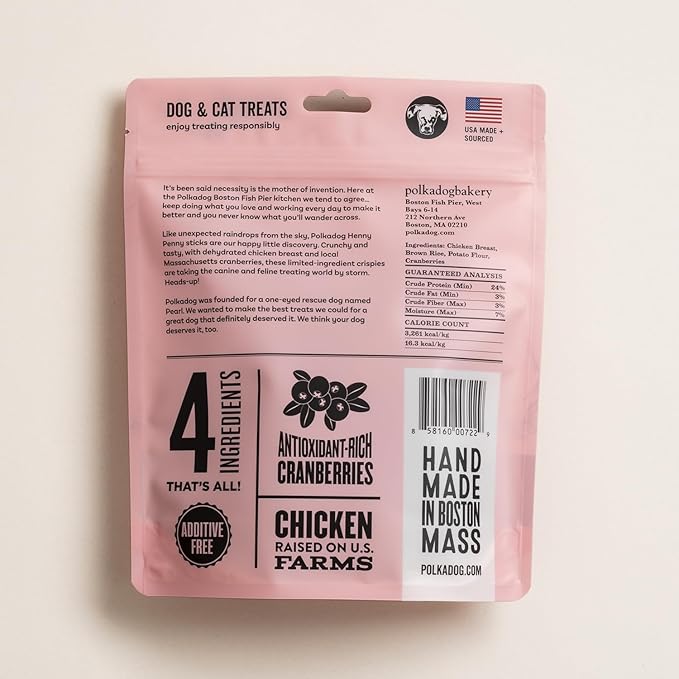 DOG & CAT TREATS
enjoy treating responsibly
USA MADE +
SOURCED
It's been said necessity is the mother of invention. Here at
the Polkadog Boston Fish Pier kitchen we tend to agree...
keep doing what you love and working every day to make it
better and you never know what you'll wander across.
Like unexpected raindrops from the sky, Polkadog Henny
Penny sticks are our happy little discovery. Crunchy and
tasty, with dehydrated chicken breast and local
Massachusetts cranberries, these limited-ingredient crispies
are taking the canine and feline treating world by storm.
Heads-up!
Polkadog was founded for a one-eyed rescue dog named
Pearl. We wanted to make the best treats we could for a
great dog that definitely deserved it. We think your dog
deserves it, too.
polkadogbakery
Boston Fish Pier, West
Bays 6-14
212 Northern Ave
Boston, MA 02210
polkadog.com
Ingredients: Chicken Breast,
Brown Rice, Potato Flour,
Cranberries
GUARANTEED ANALYSIS
Crude Protein (Min) 24%
Crude Fat (Min) 3%
Crude Fiber (Max) 3%
Moisture (Max) 7%
CALORIE COUNT
3,261 kcal/kg
16.3 kcal/kg
4 INGREDIENTS
THAT'S ALL!
ADDITIVE
FREE
ANTIOXIDANT-RICH
CRANBERRIES
CHICKEN
RAISED ON U.S.
FARMS
8 58160 00722 9
HAND
MADE
IN BOSTON
MASS
POLKADOG.COM